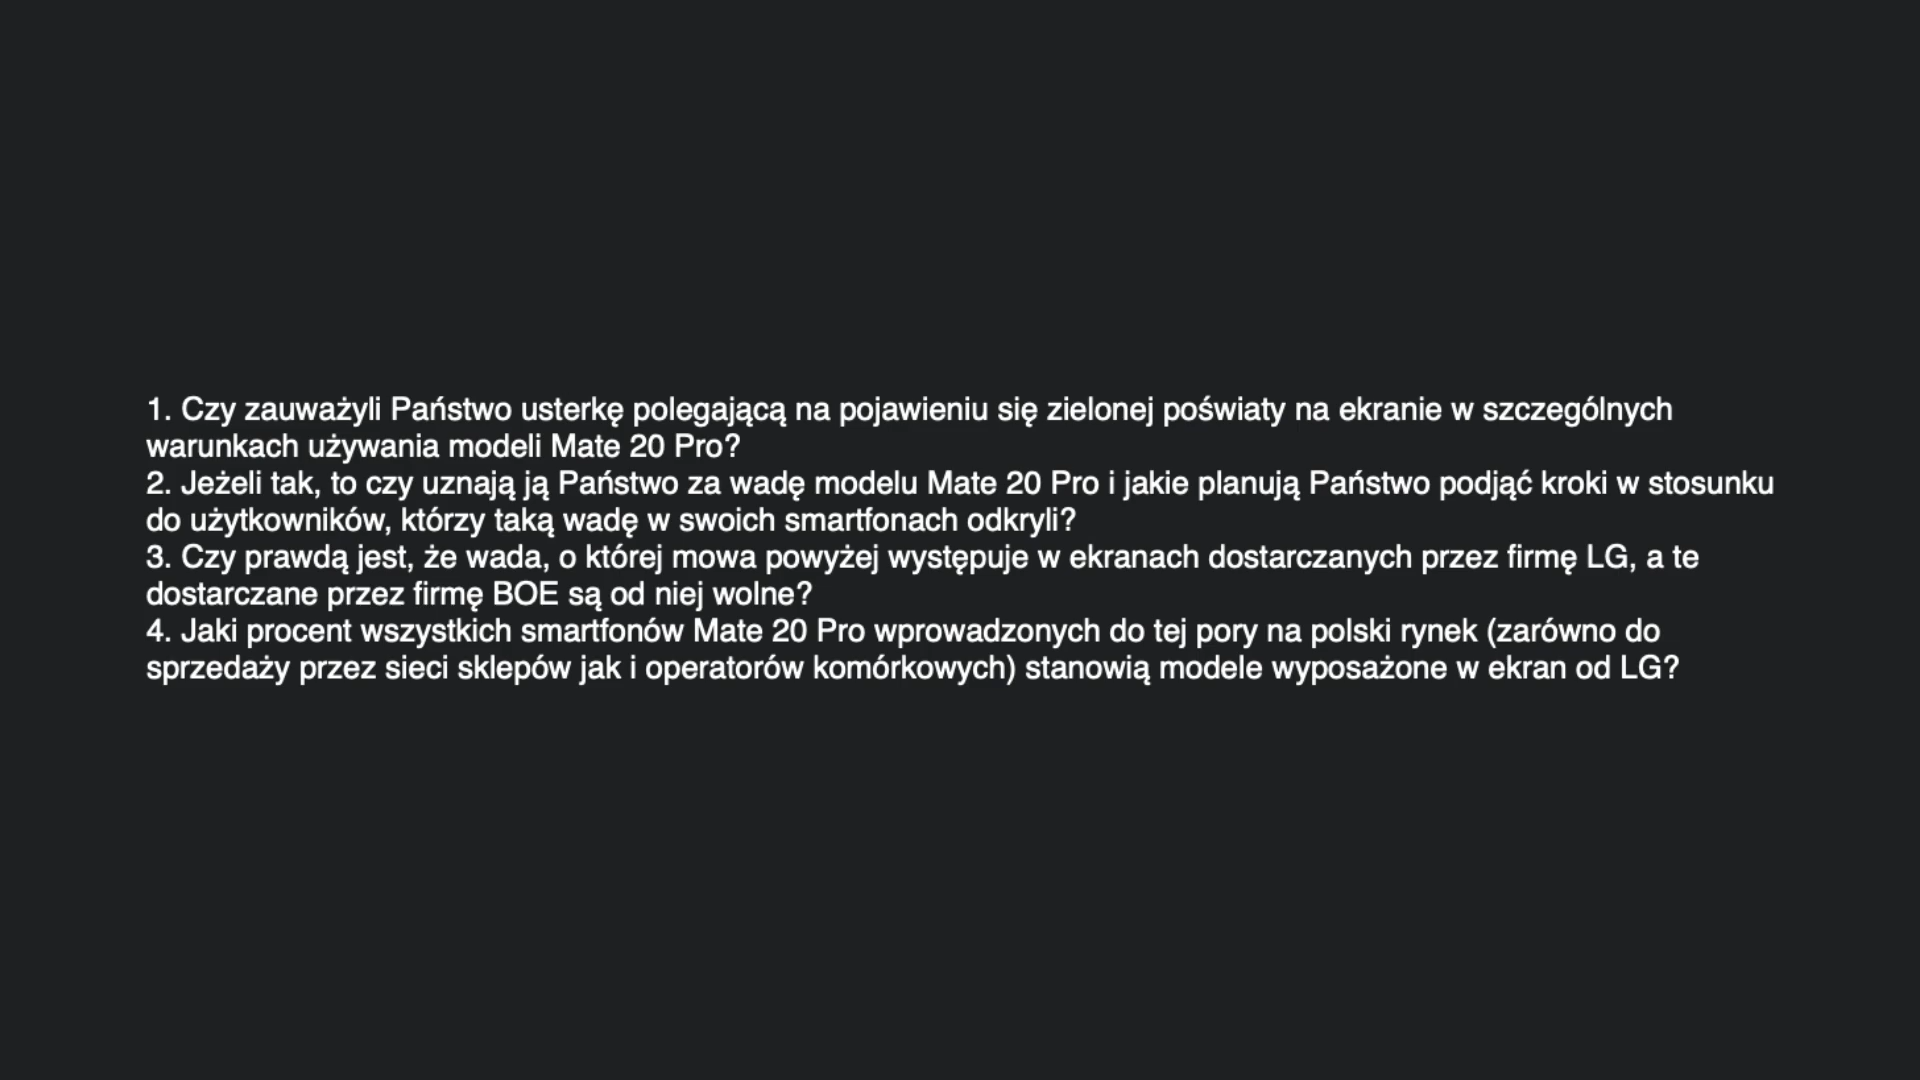 1. Czy zauważyli Państwo usterkę polegającą na pojawieniu się zielonej poświaty na ekranie w szczególnych
warunkach używania modeli Mate 20 Pro?
2. Jeżeli tak, to czy uznają ją Państwo za wadę modelu Mate 20 Pro i jakie planują Państwo podjąć kroki w stosunku
do użytkowników, którzy taką wadę w swoich smartfonach odkryli?
3. Czy prawdą jest, że wada, o której mowa powyżej występuje w ekranach dostarczanych przez firmę LG, a te
dostarczane przez firmę BOE są od niej wolne?
4. Jaki procent wszystkich smartfonów Mate 20 Pro wprowadzonych do tej pory na polski rynek (zarówno do
sprzedaży przez sieci sklepów jak i operatorów komórkowych) stanowią modele wyposażone w ekran od LG?